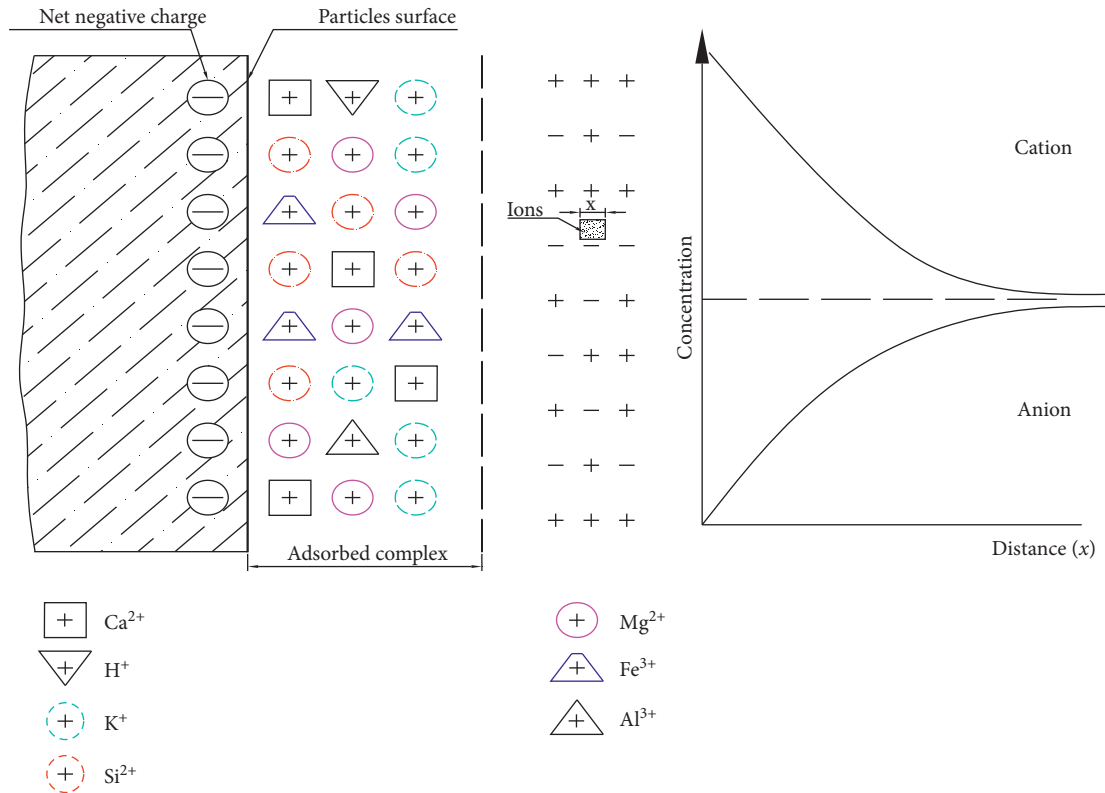 Net negative charge
Particles surface
Ions
x
Adsorbed complex
Concentration
Cation
Anion
Distance (x)
Ca²⁺
H⁺
K⁺
Si²⁺
Mg²⁺
Fe³⁺
Al³⁺